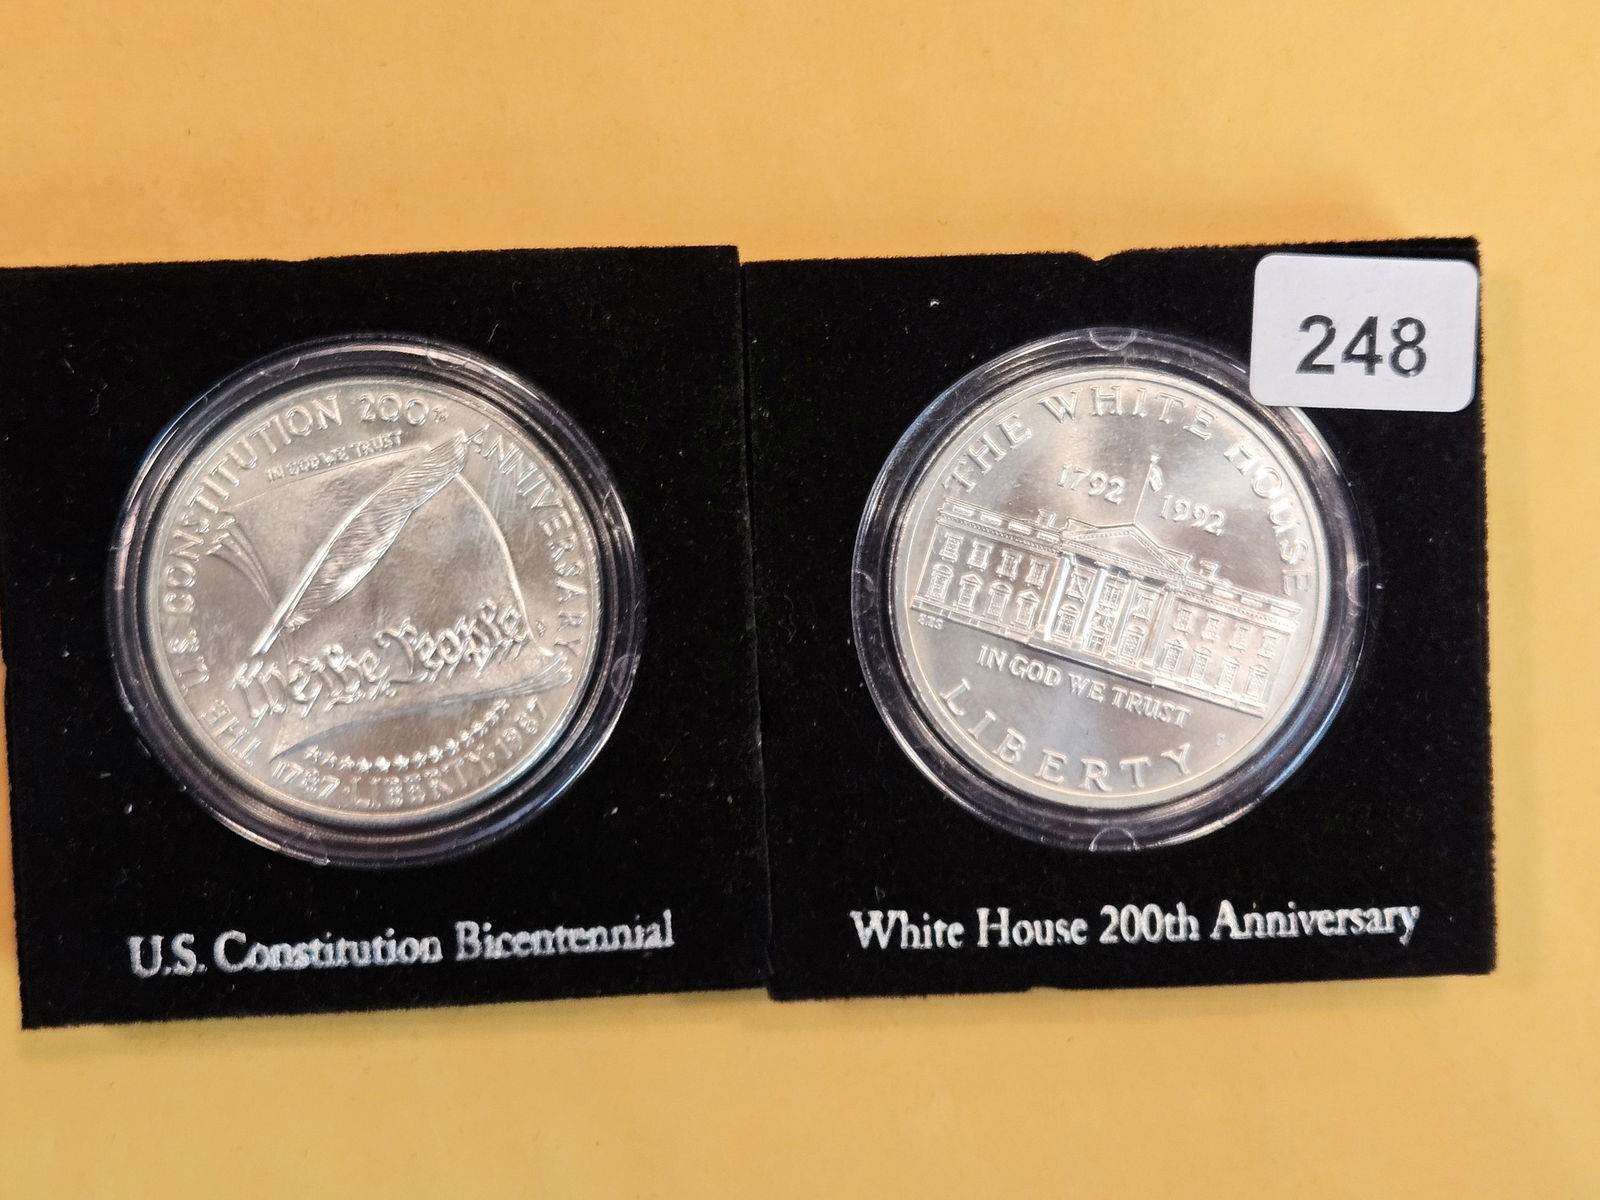 THE U.S. CONSTITUTION 200th ANNIVERSARY
IN GOD WE TRUST
We the People
1787 · LIBERTY · 1987
U.S. Constitution Bicentennial
248
THE WHITE HOUSE
1792 1992
IN GOD WE TRUST
LIBERTY
White House 200th Anniversary